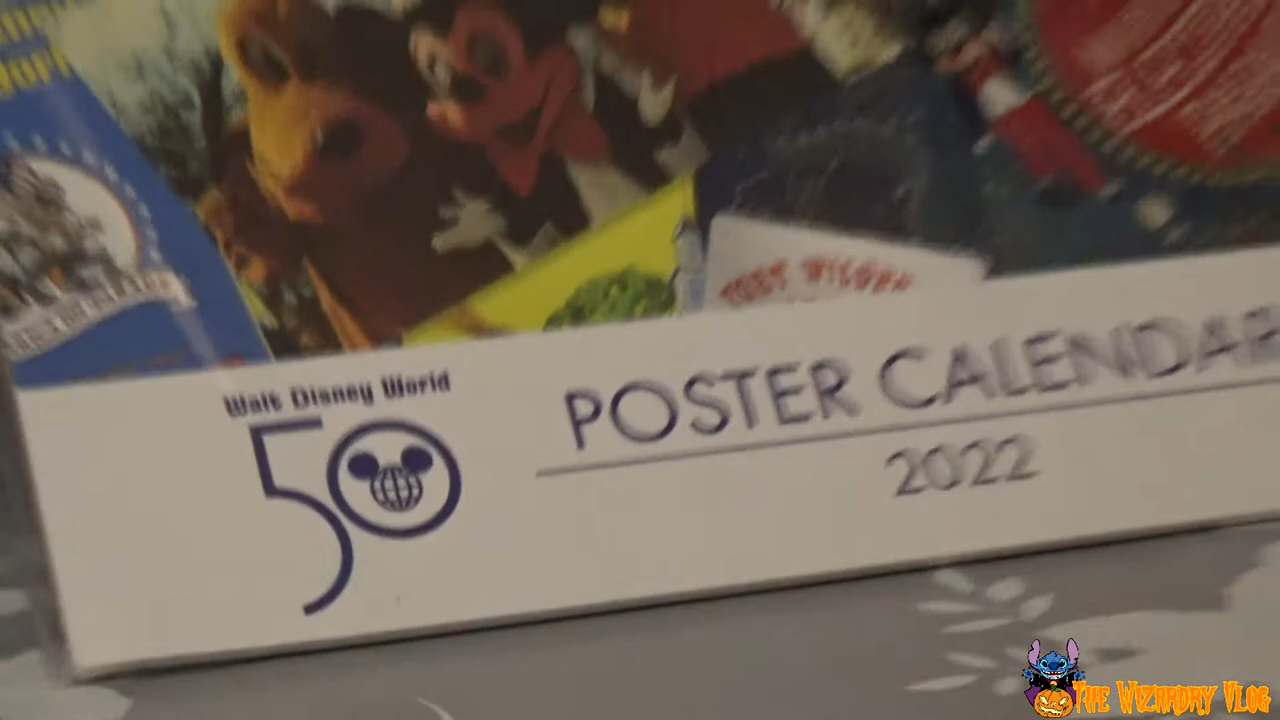 Walt Disney World
50
POSTER CALENDAR
2022
The Wizardry Vlog